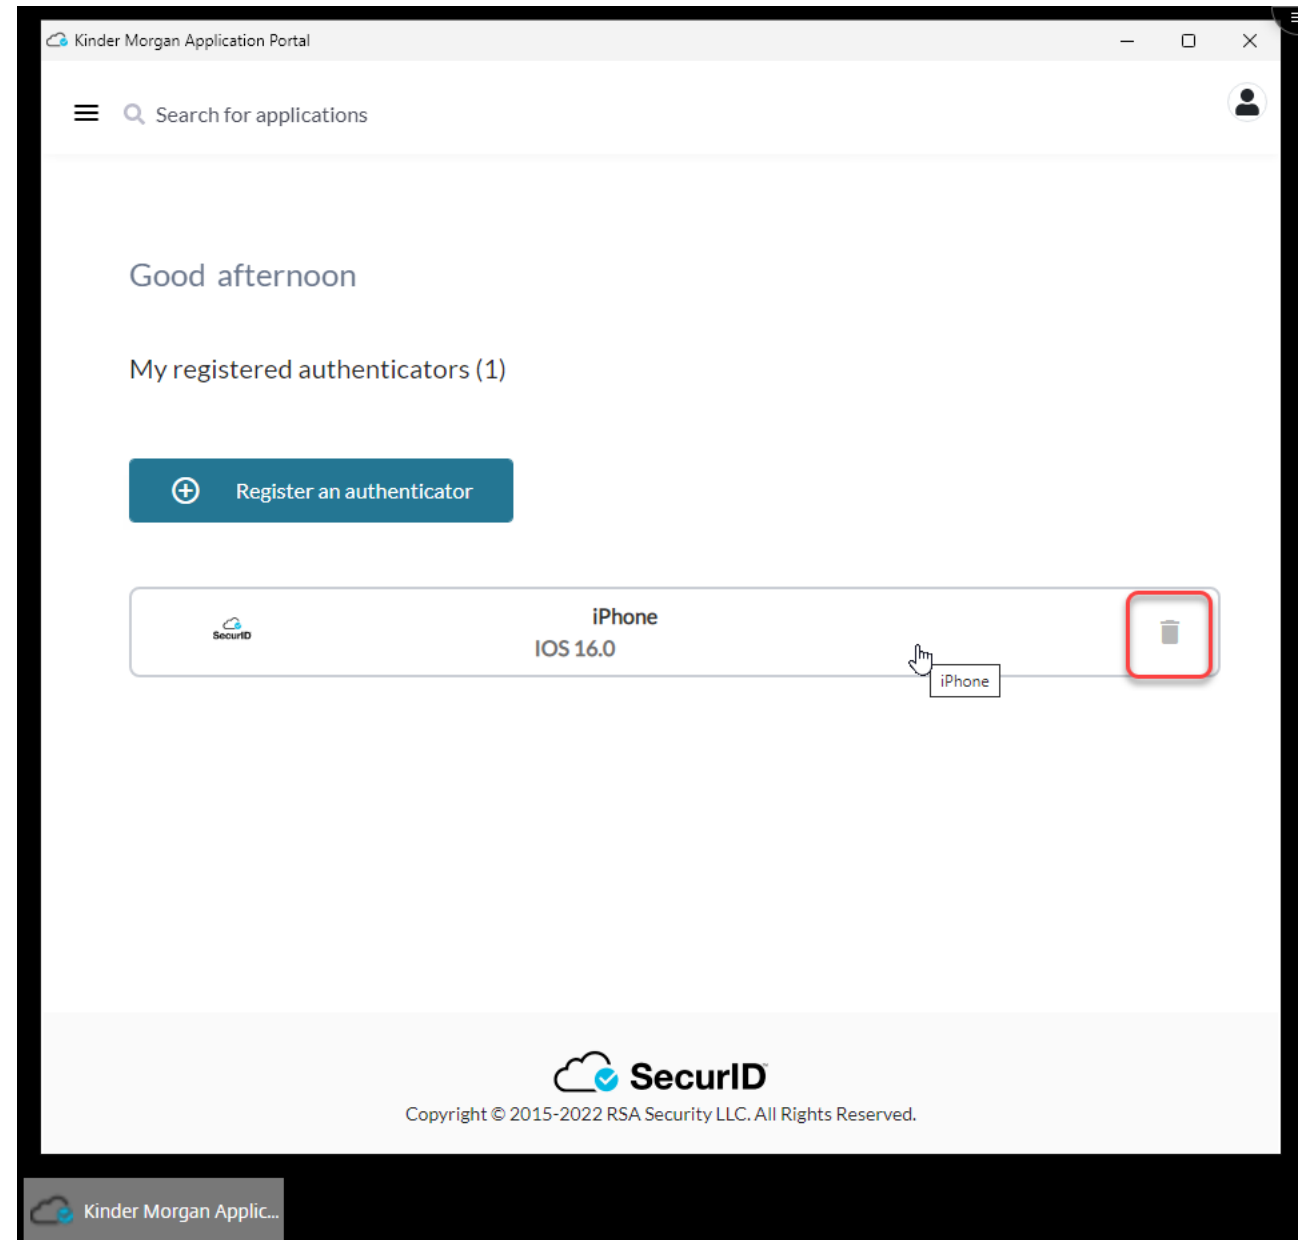 Kinder Morgan Application Portal
Search for applications
Good afternoon
My registered authenticators (1)
Register an authenticator
SecurID
iPhone
IOS 16.0
iPhone
SecurID
Copyright © 2015-2022 RSA Security LLC. All Rights Reserved.
Kinder Morgan Applic...